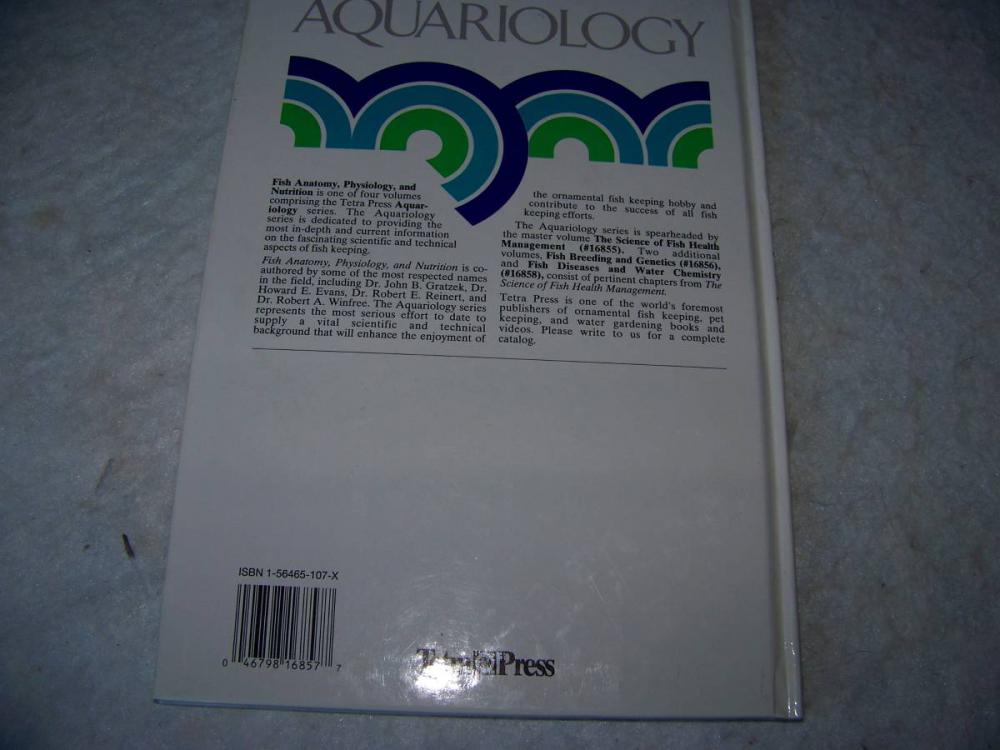 AQUARIOLOGY
Fish Anatomy, Physiology, and
Nutrition is one of four volumes
comprising the Tetra Press Aquar-
iology series. The Aquariology
series is dedicated to providing the
most in-depth and current information
on the fascinating scientific and technical
aspects of fish keeping.
Fish Anatomy, Physiology, and Nutrition is co-
authored by some of the most respected names
in the field, including Dr. John B. Gratzek, Dr.
Howard E. Evans, Dr. Robert E. Reinert, and
Dr. Robert A. Winfree. The Aquariology series
represents the most serious effort to date to
supply a vital scientific and technical
background that will enhance the enjoyment of
the ornamental fish keeping hobby and
contribute to the success of all fish
keeping efforts.
The Aquariology series is spearheaded by
the master volume The Science of Fish Health
Management (#16855). Two additional
volumes, Fish Breeding and Genetics (#16856),
and Fish Diseases and Water Chemistry
(#16858), consist of pertinent chapters from The
Science of Fish Health Management.
Tetra Press is one of the world's foremost
publishers of ornamental fish keeping, pet
keeping, and water gardening books and
videos. Please write to us for a complete
catalog.
ISBN 1-56465-107-X
0 46798 16857 7
Tetra Press